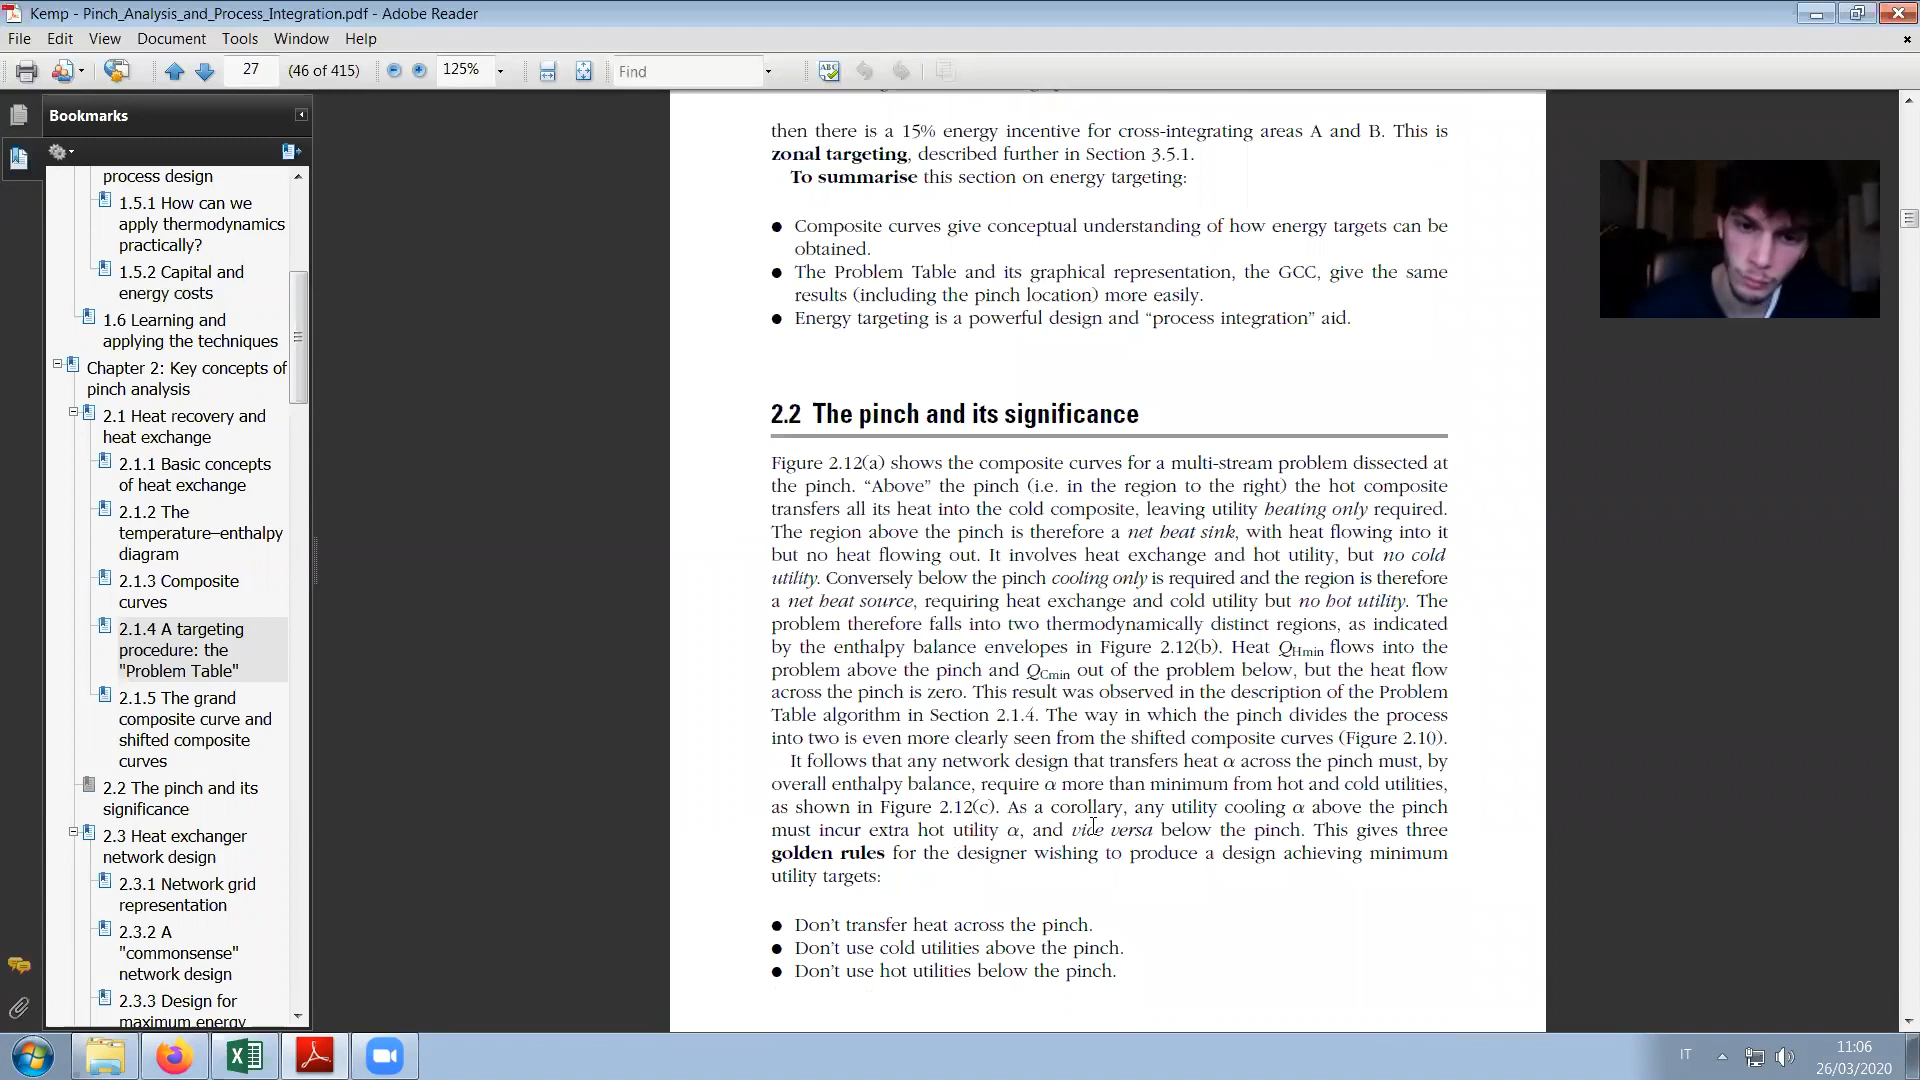 Kemp - Pinch_Analysis_and_Process_Integration.pdf - Adobe Reader
File Edit View Document Tools Window Help
27 (46 of 415) 125% Find
Bookmarks
process design
1.5.1 How can we
apply thermodynamics
practically?
1.5.2 Capital and
energy costs
1.6 Learning and
applying the techniques
Chapter 2: Key concepts of
pinch analysis
2.1 Heat recovery and
heat exchange
2.1.1 Basic concepts
of heat exchange
2.1.2 The
temperature–enthalpy
diagram
2.1.3 Composite
curves
2.1.4 A targeting
procedure: the
"Problem Table"
2.1.5 The grand
composite curve and
shifted composite
curves
2.2 The pinch and its
significance
2.3 Heat exchanger
network design
2.3.1 Network grid
representation
2.3.2 A
"commonsense"
network design
2.3.3 Design for
maximum energy
then there is a 15% energy incentive for cross-integrating areas A and B. This is
zonal targeting, described further in Section 3.5.1.
To summarise this section on energy targeting:
● Composite curves give conceptual understanding of how energy targets can be
obtained.
● The Problem Table and its graphical representation, the GCC, give the same
results (including the pinch location) more easily.
● Energy targeting is a powerful design and “process integration” aid.
2.2 The pinch and its significance
Figure 2.12(a) shows the composite curves for a multi-stream problem dissected at
the pinch. “Above” the pinch (i.e. in the region to the right) the hot composite
transfers all its heat into the cold composite, leaving utility heating only required.
The region above the pinch is therefore a net heat sink, with heat flowing into it
but no heat flowing out. It involves heat exchange and hot utility, but no cold
utility. Conversely below the pinch cooling only is required and the region is therefore
a net heat source, requiring heat exchange and cold utility but no hot utility. The
problem therefore falls into two thermodynamically distinct regions, as indicated
by the enthalpy balance envelopes in Figure 2.12(b). Heat QHmin flows into the
problem above the pinch and QCmin out of the problem below, but the heat flow
across the pinch is zero. This result was observed in the description of the Problem
Table algorithm in Section 2.1.4. The way in which the pinch divides the process
into two is even more clearly seen from the shifted composite curves (Figure 2.10).
It follows that any network design that transfers heat α across the pinch must, by
overall enthalpy balance, require α more than minimum from hot and cold utilities,
as shown in Figure 2.12(c). As a corollary, any utility cooling α above the pinch
must incur extra hot utility α, and vice versa below the pinch. This gives three
golden rules for the designer wishing to produce a design achieving minimum
utility targets:
● Don’t transfer heat across the pinch.
● Don’t use cold utilities above the pinch.
● Don’t use hot utilities below the pinch.
IT
11:06
26/03/2020